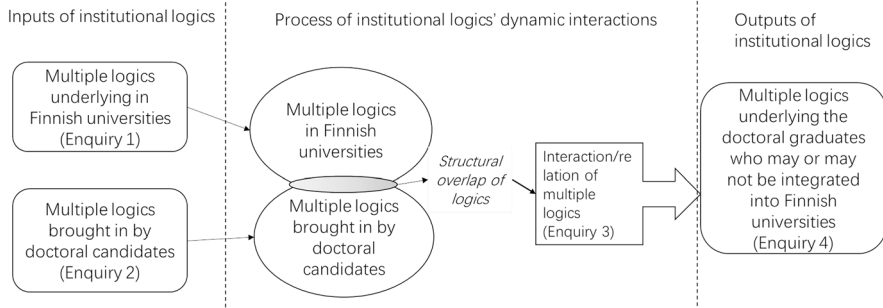 Inputs of institutional logics
Process of institutional logics' dynamic interactions
Outputs of
institutional logics
Multiple logics
underlying in
Finnish universities
(Enquiry 1)
Multiple logics
brought in by
doctoral candidates
(Enquiry 2)
Multiple logics
in Finnish
universities
Multiple logics
brought in by
doctoral
candidates
Structural
overlap of
logics
Interaction/re
lation of
multiple
logics
(Enquiry 3)
Multiple logics
underlying the
doctoral graduates
who may or may
not be integrated
into Finnish
universities
(Enquiry 4)